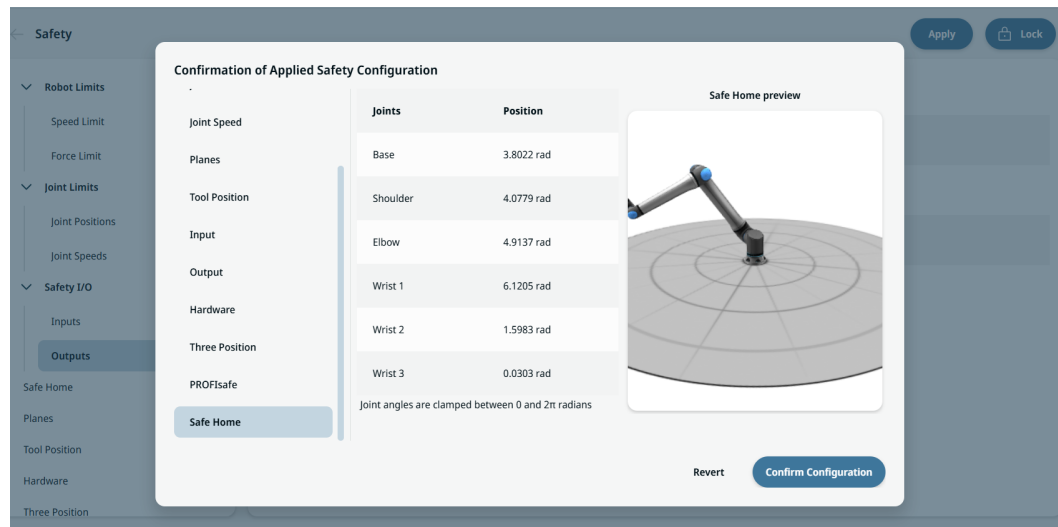 Safety
Apply
Lock
Robot Limits
Speed Limit
Force Limit
Joint Limits
Joint Positions
Joint Speeds
Safety I/O
Inputs
Outputs
Safe Home
Planes
Tool Position
Hardware
Three Position
Confirmation of Applied Safety Configuration
Joint Speed
Planes
Tool Position
Input
Output
Hardware
Three Position
PROFIsafe
Safe Home
Joints Position
Base 3.8022 rad
Shoulder 4.0779 rad
Elbow 4.9137 rad
Wrist 1 6.1205 rad
Wrist 2 1.5983 rad
Wrist 3 0.0303 rad
Joint angles are clamped between 0 and 2π radians
Safe Home preview
Revert
Confirm Configuration